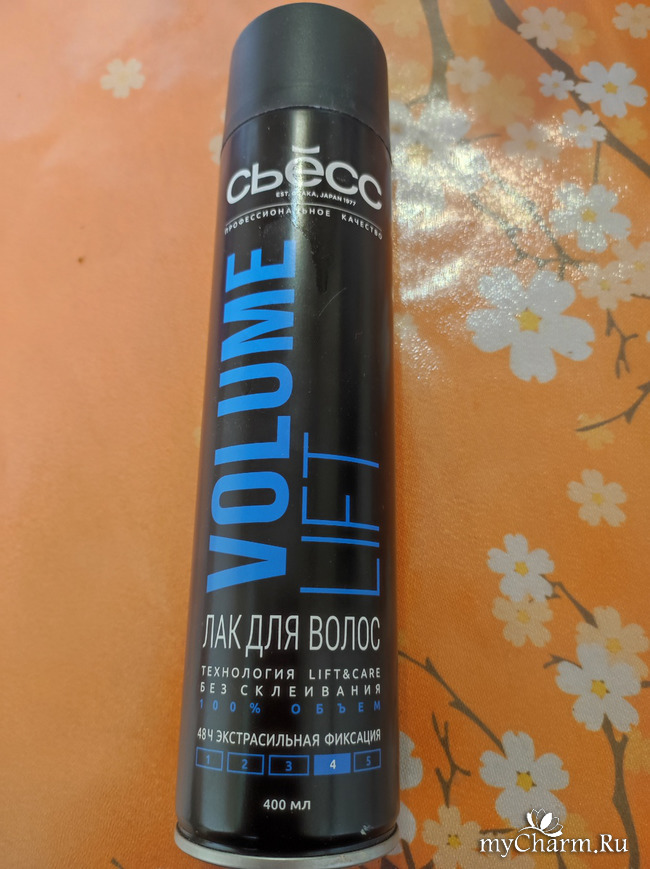 сьёсс
EST. OSAKA, JAPAN 1977
ПРОФЕССИОНАЛЬНОЕ КАЧЕСТВО
VOLUME
LIFT
ЛАК ДЛЯ ВОЛОС
ТЕХНОЛОГИЯ LIFT&CARE
БЕЗ СКЛЕИВАНИЯ
100% ОБЪЕМ
48 Ч ЭКСТРАСИЛЬНАЯ ФИКСАЦИЯ
1 2 3 4 5
400 МЛ
myCharm.Ru